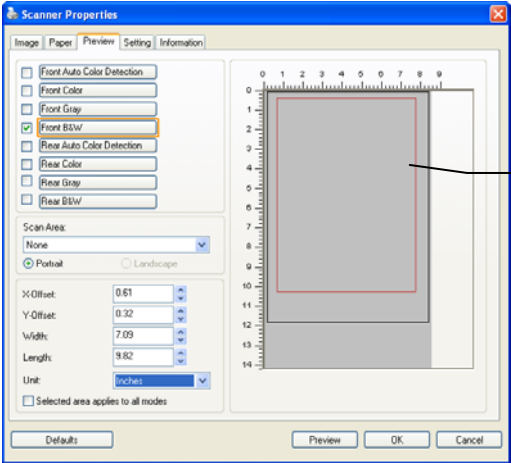 Scanner Properties
Image Paper Preview Setting Information
Front Auto Color Detection
Front Color
Front Gray
Front B&W
Rear Auto Color Detection
Rear Color
Rear Gray
Rear B&W
Scan Area:
None
Portrait Landscape
X-Offset: 0.61
Y-Offset: 0.32
Width: 7.09
Length: 9.82
Unit: Inches
Selected area applies to all modes
0 1 2 3 4 5 6 7 8 9
0
1
2
3
4
5
6
7
8
9
10
11
12
13
14
Defaults Preview OK Cancel